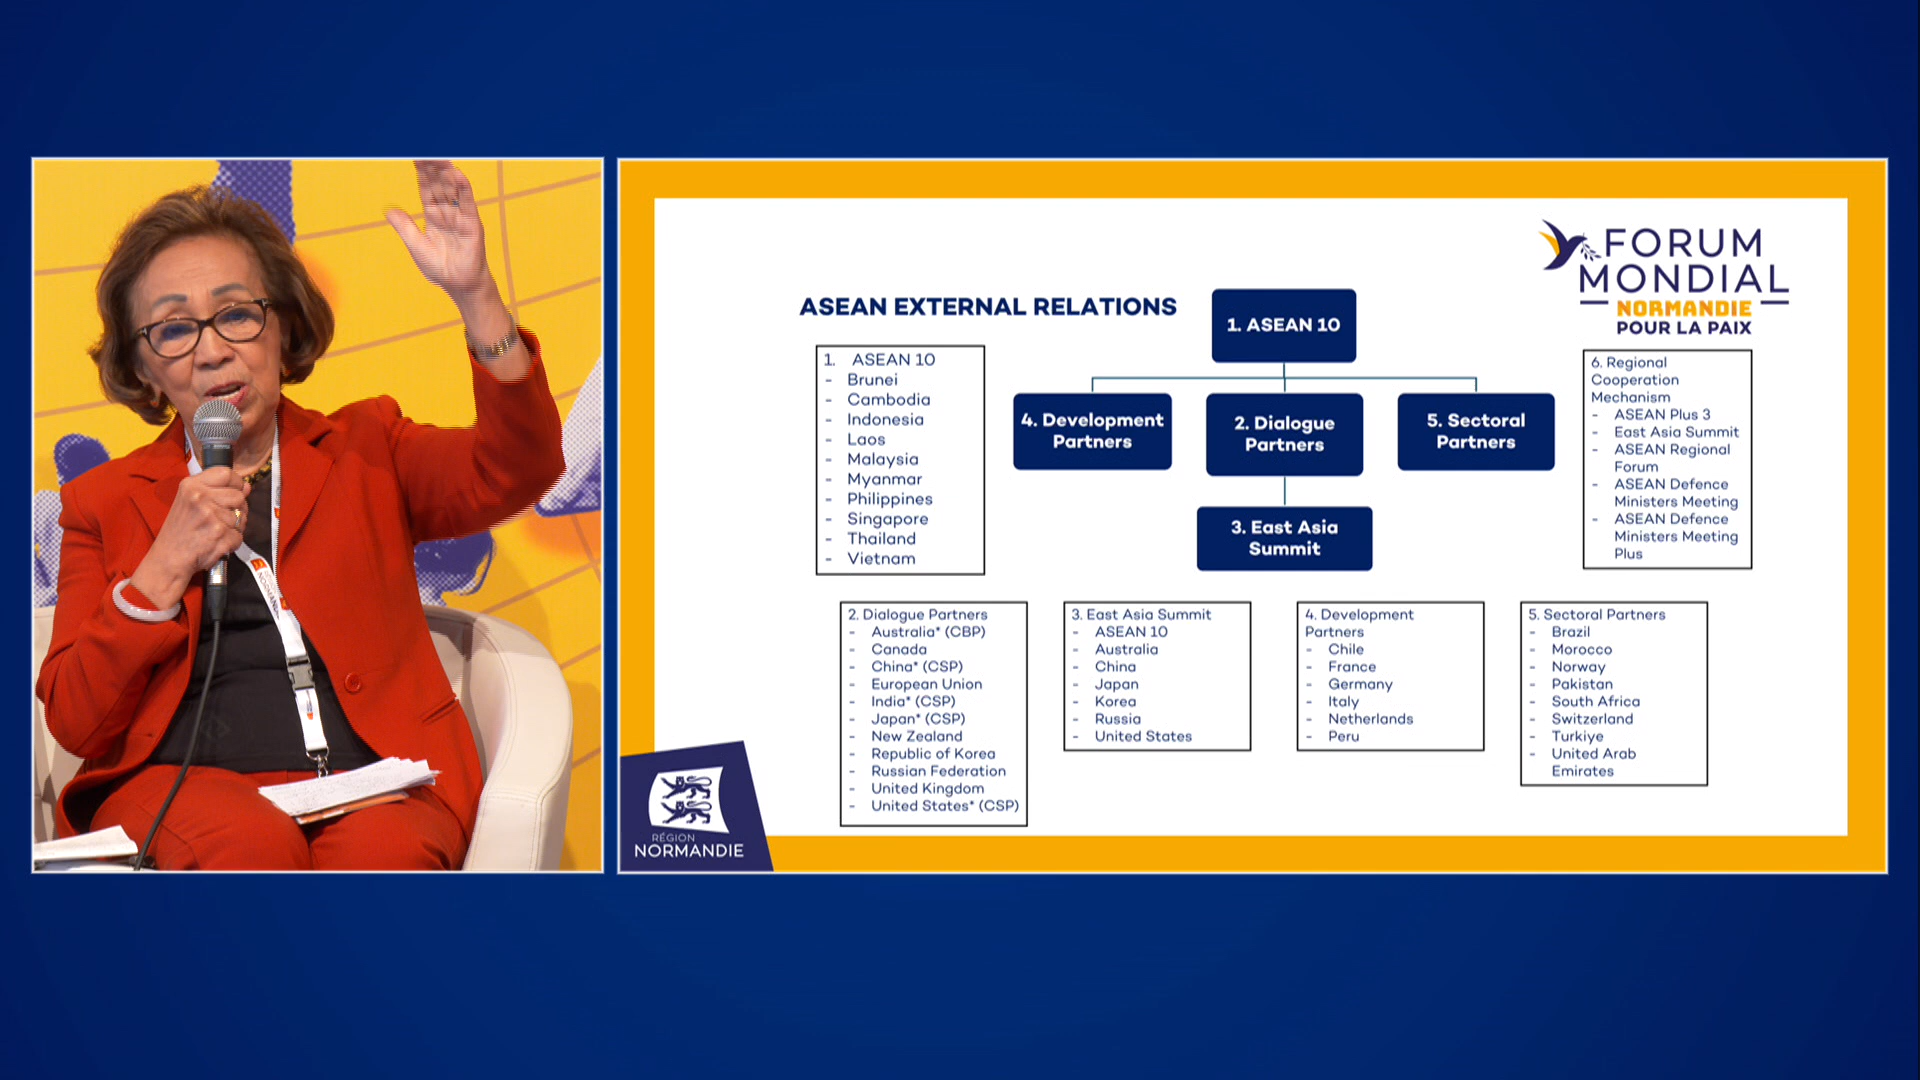 FORUM
MONDIAL
NORMANDIE
POUR LA PAIX
ASEAN EXTERNAL RELATIONS
1. ASEAN 10
4. Development
Partners
2. Dialogue
Partners
5. Sectoral
Partners
3. East Asia
Summit
1. ASEAN 10
- Brunei
- Cambodia
- Indonesia
- Laos
- Malaysia
- Myanmar
- Philippines
- Singapore
- Thailand
- Vietnam
6. Regional
Cooperation
Mechanism
- ASEAN Plus 3
- East Asia Summit
- ASEAN Regional
Forum
- ASEAN Defence
Ministers Meeting
- ASEAN Defence
Ministers Meeting
Plus
2. Dialogue Partners
- Australia* (CBP)
- Canada
- China* (CSP)
- European Union
- India* (CSP)
- Japan* (CSP)
- New Zealand
- Republic of Korea
- Russian Federation
- United Kingdom
- United States* (CSP)
3. East Asia Summit
- ASEAN 10
- Australia
- China
- Japan
- Korea
- Russia
- United States
4. Development
Partners
- Chile
- France
- Germany
- Italy
- Netherlands
- Peru
5. Sectoral Partners
- Brazil
- Morocco
- Norway
- Pakistan
- South Africa
- Switzerland
- Turkiye
- United Arab
Emirates
RÉGION
NORMANDIE
NORMANDIE